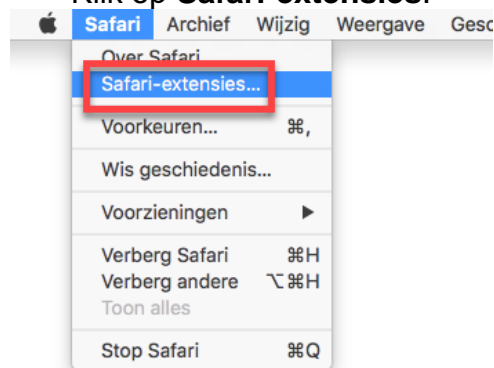 Klik op Safari-extensies.
Safari Archief Wijzig Weergave
Over Safari
Safari-extensies...
Voorkeuren... ⌘,
Wis geschiedenis...
Voorzieningen ▶
Verberg Safari ⌘H
Verberg andere ⌥⌘H
Toon alles
Stop Safari ⌘Q